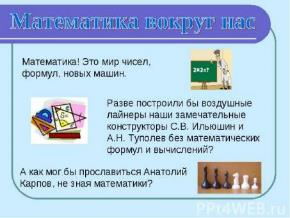 Математика вокруг нас
Математика! Это мир чисел,
формул, новых машин.
2x2=?
Разве построили бы воздушные
лайнеры наши замечательные
конструкторы С.В. Ильюшин и
А.Н. Туполев без математических
формул и вычислений?
А как мог бы прославиться Анатолий
Карпов, не зная математики?
PPt4WEB.ru